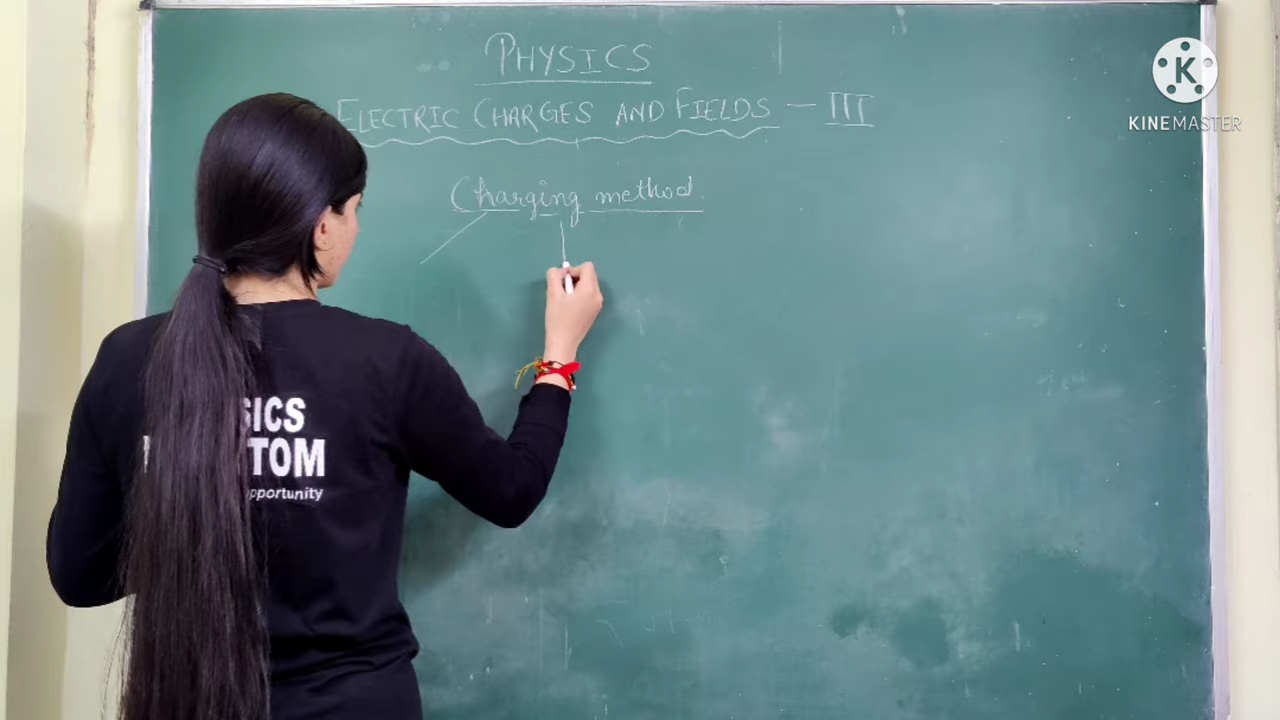 PHYSICS
ELECTRIC CHARGES AND FIELDS — III
Charging method.
KINEMASTER
SICS
TOM
pportunity